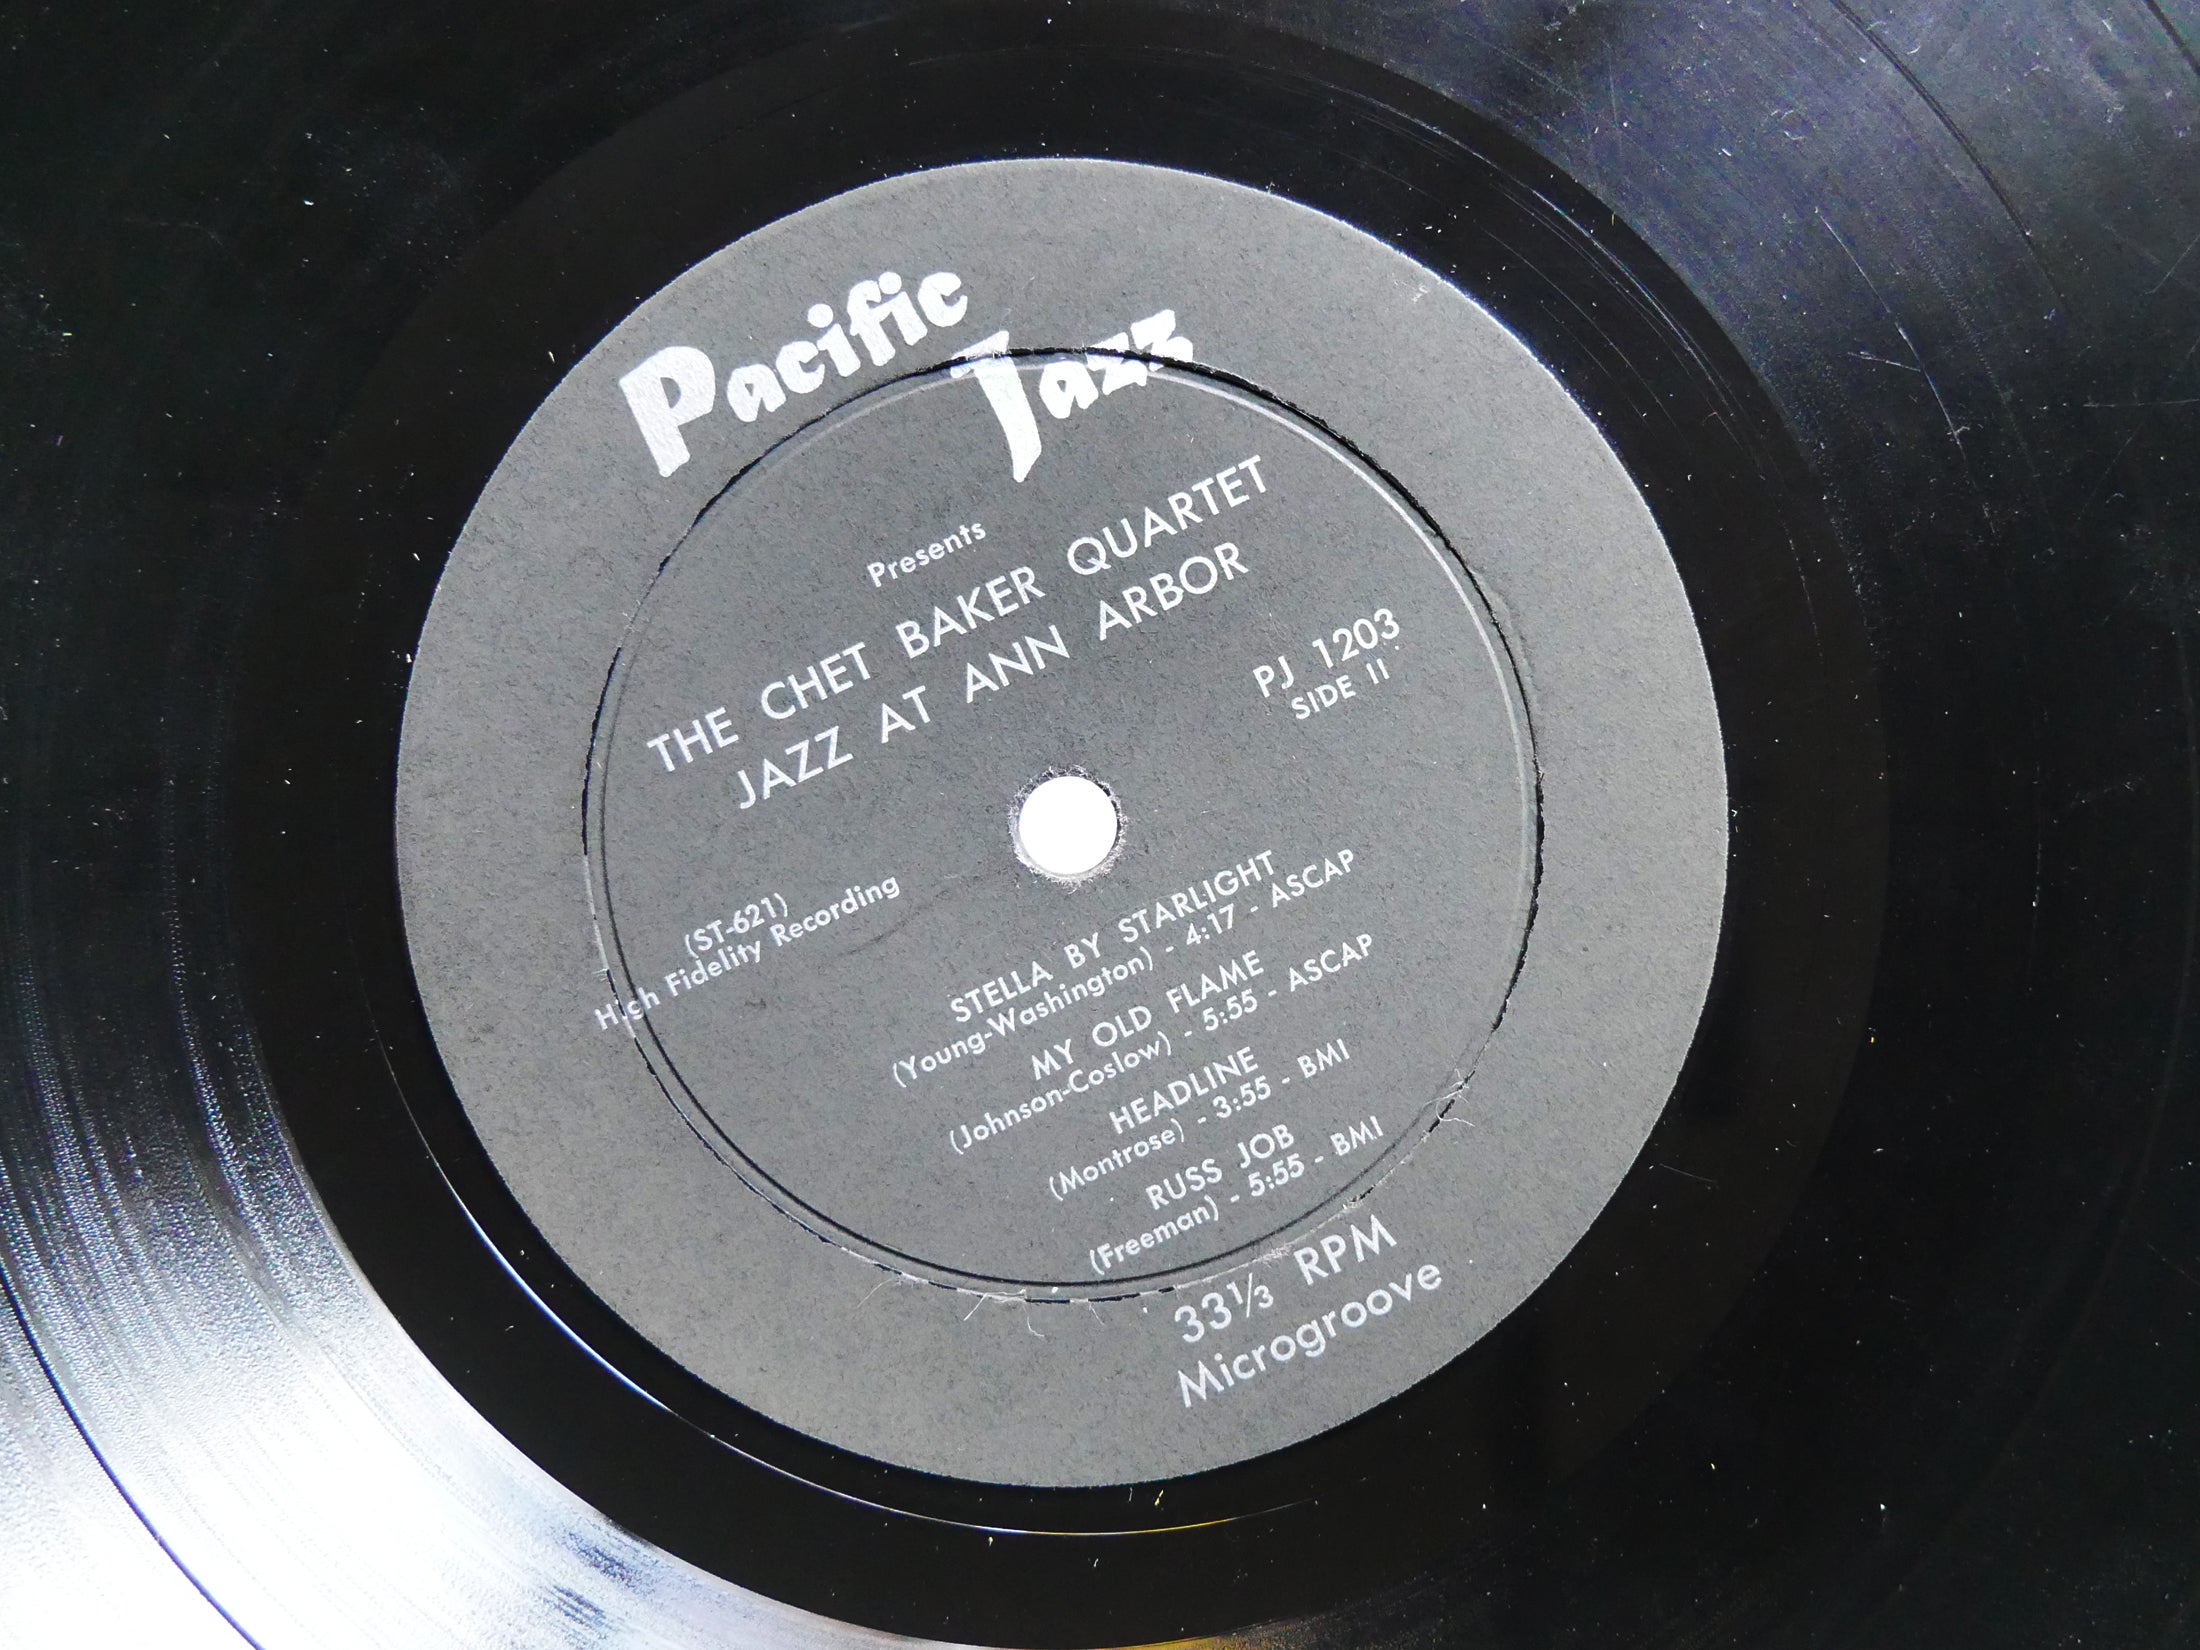 Pacific
Jazz
Presents
THE CHET BAKER QUARTET
JAZZ AT ANN ARBOR
PJ 1203
SIDE II
(ST-621)
High Fidelity Recording
STELLA BY STARLIGHT
(Young-Washington) - 4:17 - ASCAP
MY OLD FLAME
(Johnson-Coslow) - 5:55 - ASCAP
HEADLINE
(Montrose) - 3:55 - BMI
RUSS JOB
(Freeman) - 5:55 - BMI
33⅓ RPM
Microgroove